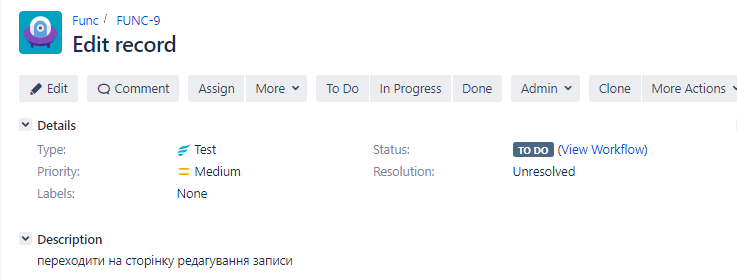 Func / FUNC-9
Edit record
Edit Comment Assign More To Do In Progress Done Admin Clone More Actions
Details
Type: Test Status: TO DO (View Workflow)
Priority: Medium Resolution: Unresolved
Labels: None
Description
переходити на сторінку редагування записи